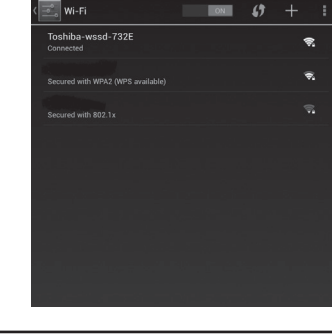 Wi-Fi ON
Toshiba-wssd-732E
Connected
Secured with WPA2 (WPS available)
Secured with 802.1x